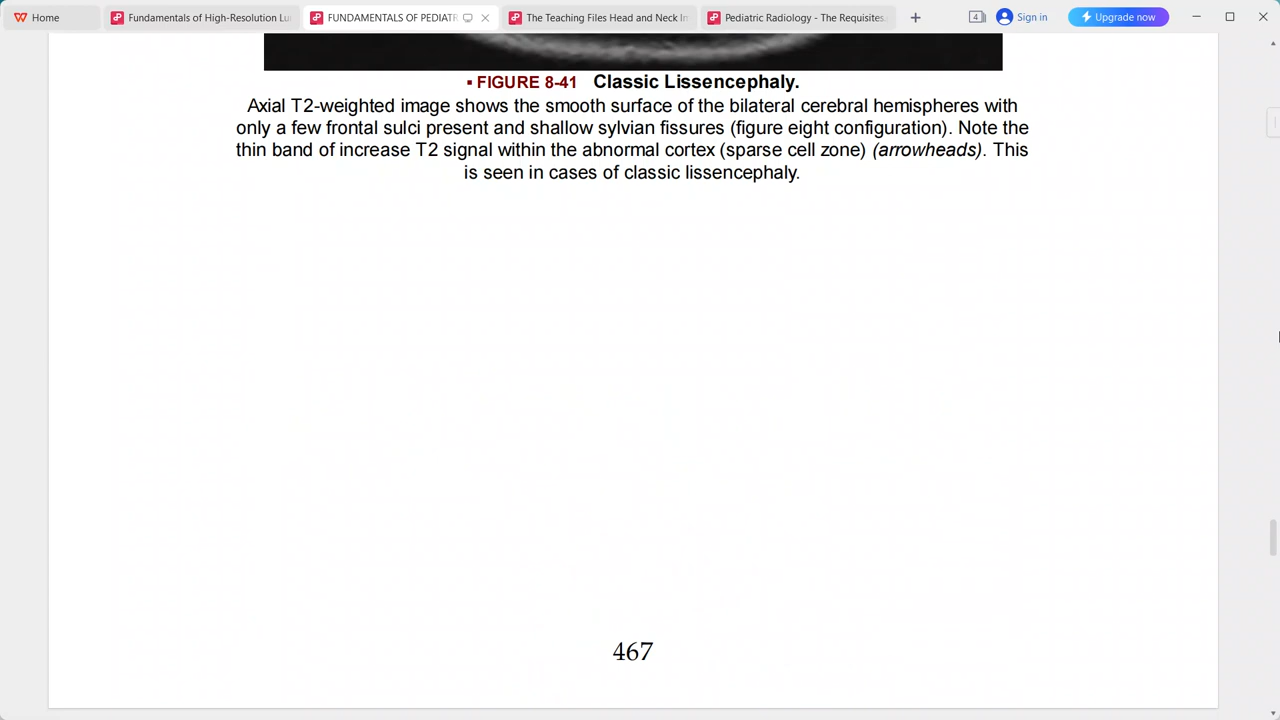 Home
Fundamentals of High-Resolution Lu
FUNDAMENTALS OF PEDIATR
The Teaching Files Head and Neck In
Pediatric Radiology - The Requisites.
4
Sign in
Upgrade now
▪ FIGURE 8-41 Classic Lissencephaly.
Axial T2-weighted image shows the smooth surface of the bilateral cerebral hemispheres with
only a few frontal sulci present and shallow sylvian fissures (figure eight configuration). Note the
thin band of increase T2 signal within the abnormal cortex (sparse cell zone) (arrowheads). This
is seen in cases of classic lissencephaly.
467